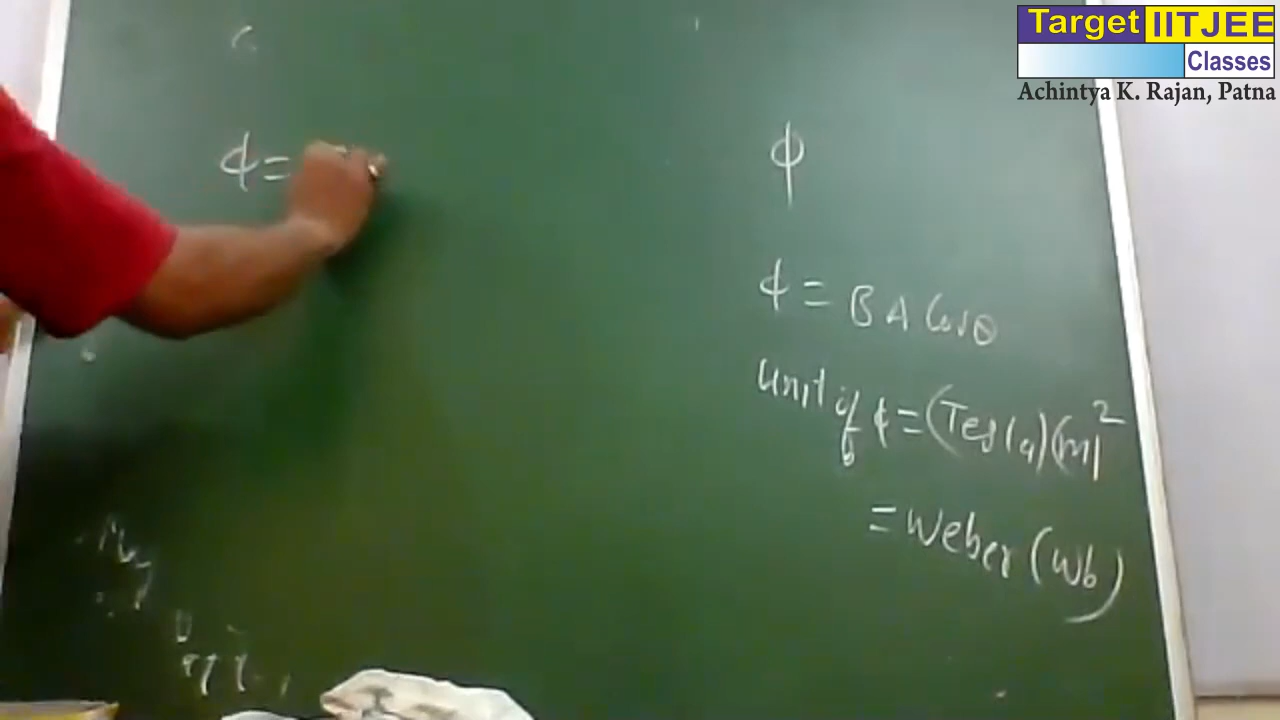 Target IITJEE
Classes
Achintya K. Rajan, Patna
ϕ =
ϕ
ϕ = BA Cosθ
Unit of ϕ = (Tesla)(m)²
= Weber (Wb)